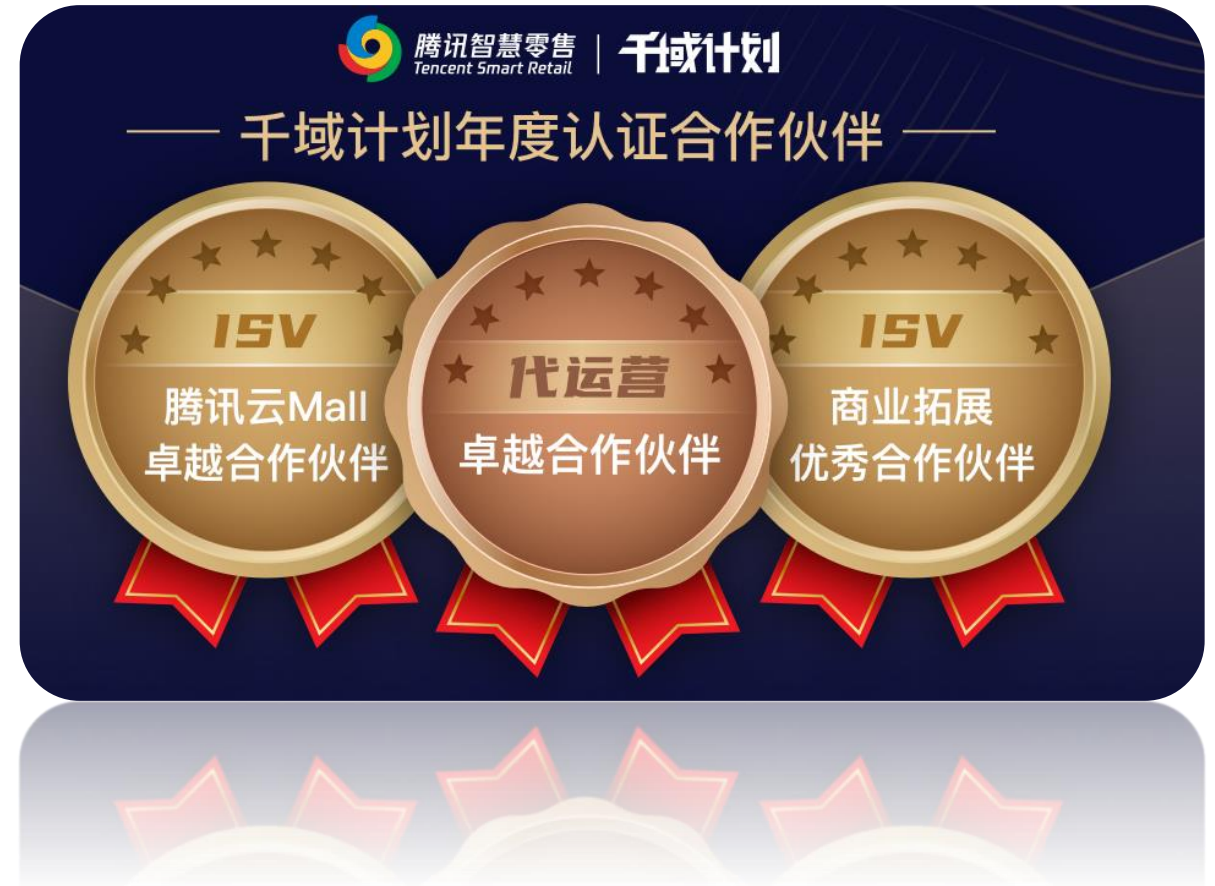 腾讯智慧零售 | 千域计划
Tencent Smart Retail
千域计划年度认证合作伙伴
ISV
腾讯云Mall
卓越合作伙伴
代运营
卓越合作伙伴
ISV
商业拓展
优秀合作伙伴